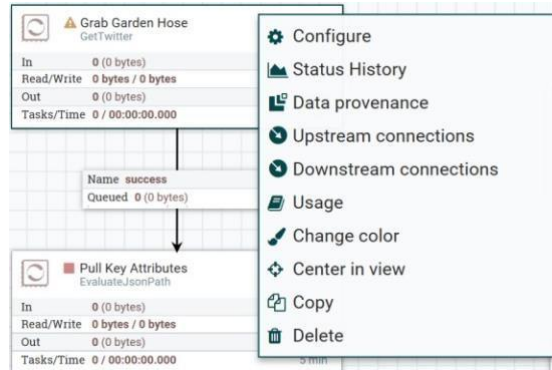 Grab Garden Hose
GetTwitter
In 0 (0 bytes)
Read/Write 0 bytes / 0 bytes
Out 0 (0 bytes)
Tasks/Time 0 / 00:00:00.000
Name success
Queued 0 (0 bytes)
Pull Key Attributes
EvaluateJsonPath
In 0 (0 bytes)
Read/Write 0 bytes / 0 bytes
Out 0 (0 bytes)
Tasks/Time 0 / 00:00:00.000 5 min
Configure
Status History
Data provenance
Upstream connections
Downstream connections
Usage
Change color
Center in view
Copy
Delete